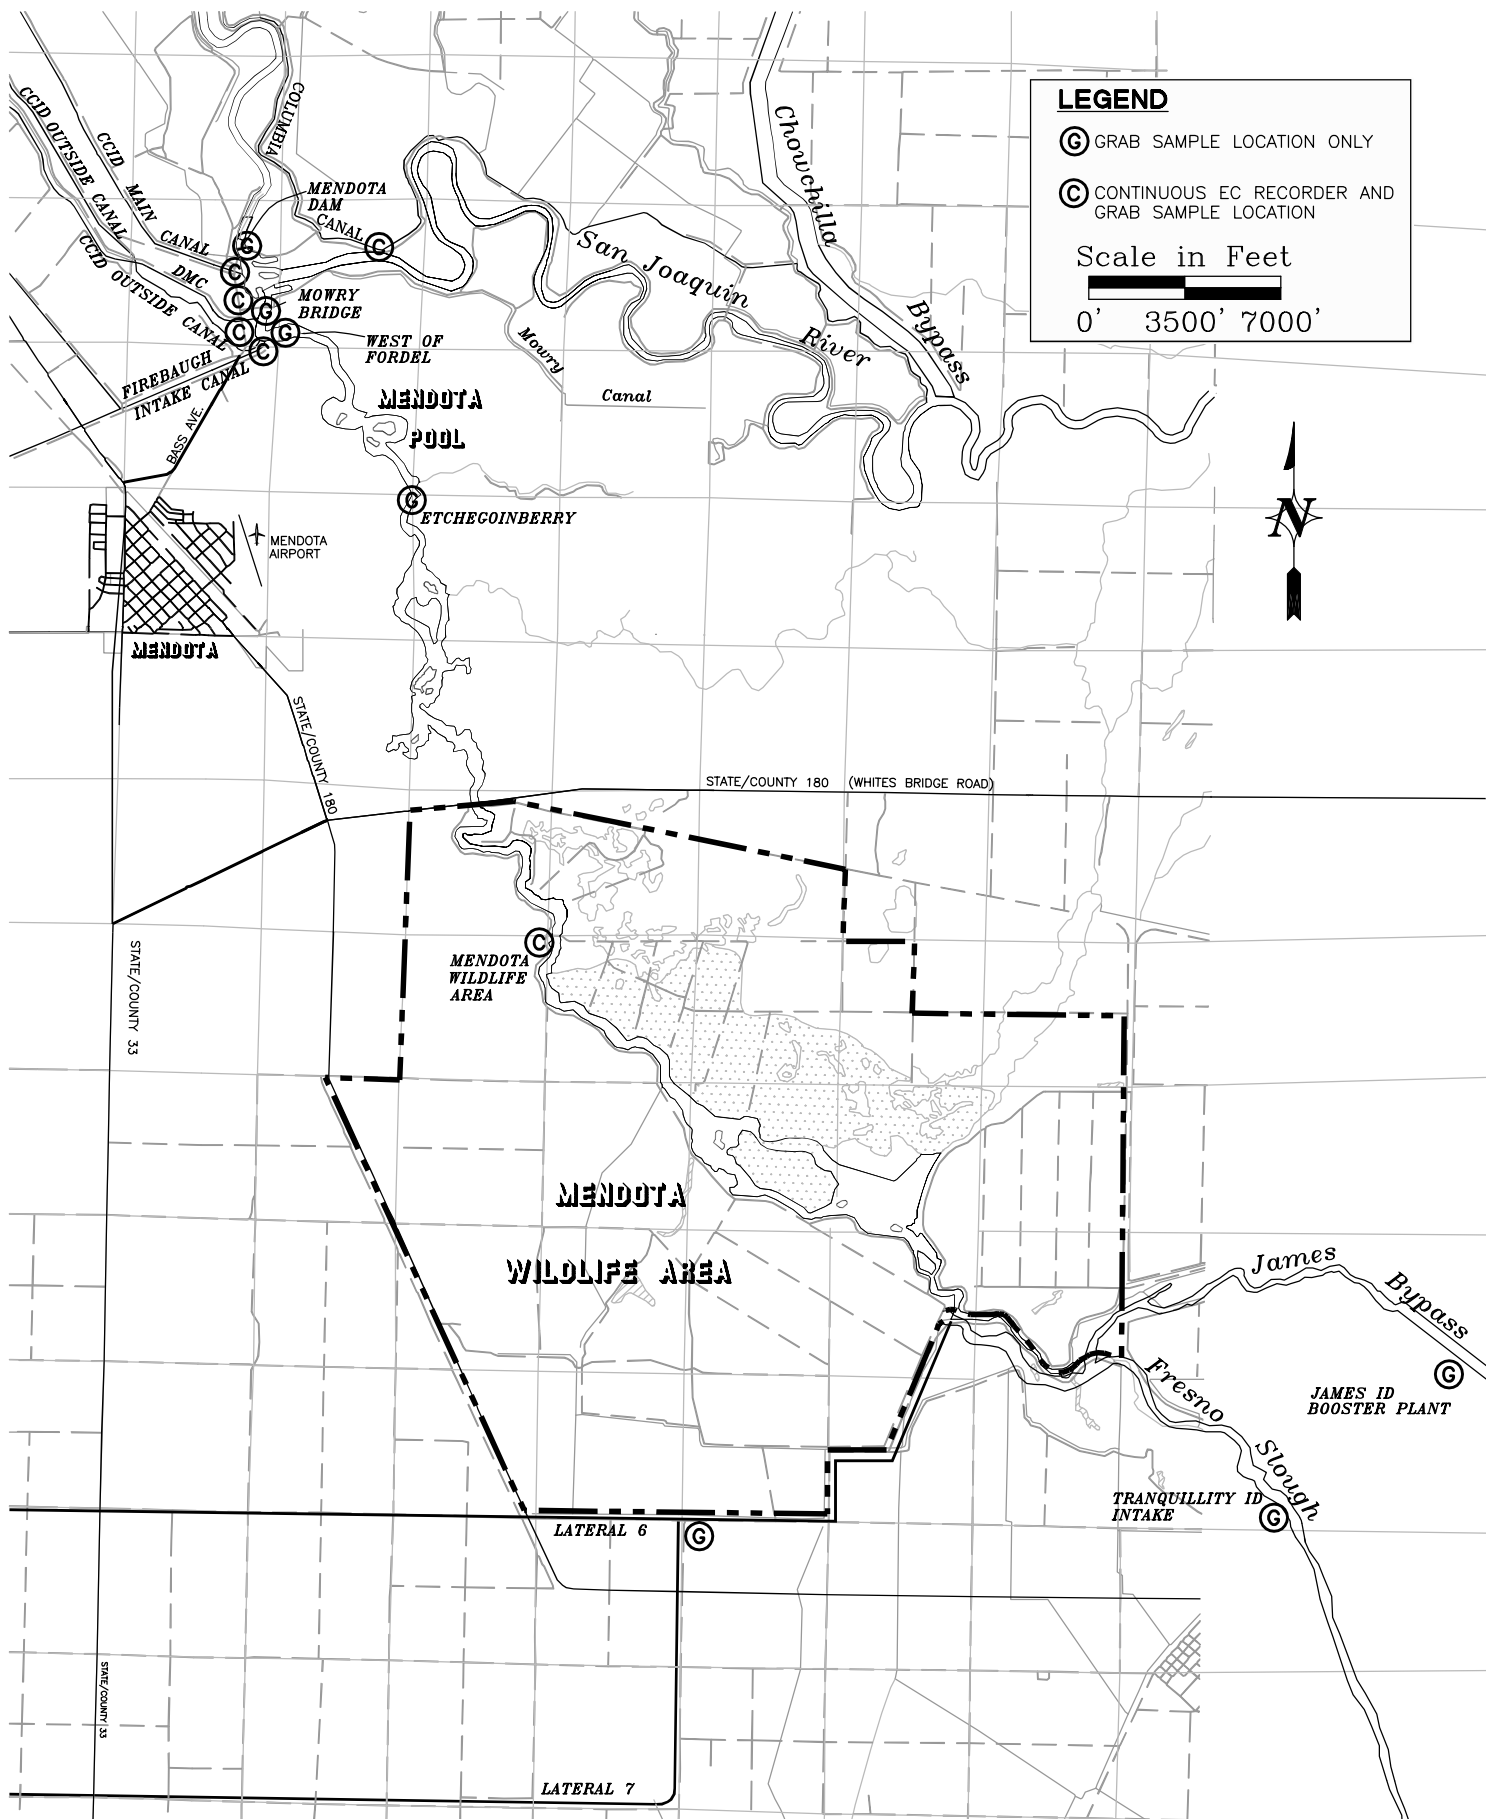 LEGEND
G GRAB SAMPLE LOCATION ONLY
C CONTINUOUS EC RECORDER AND
GRAB SAMPLE LOCATION
Scale in Feet
0' 3500' 7000'
N
CCID OUTSIDE CANAL
CCID MAIN CANAL
COLUMBIA CANAL
MENDOTA
DAM
G
C
C
DMC
C
G
MOWRY
BRIDGE
CCID OUTSIDE CANAL
C
G
WEST OF
FORDEL
C
FIREBAUGH
INTAKE CANAL
BASS AVE.
Chowchilla Bypass
San Joaquin River
Mowry Canal
MENDOTA
POOL
G
ETCHEGOINBERRY
MENDOTA
AIRPORT
MENDOTA
STATE/COUNTY 180
STATE/COUNTY 180 (WHITES BRIDGE ROAD)
C
MENDOTA
WILDLIFE
AREA
STATE/COUNTY 33
MENDOTA
WILDLIFE AREA
James Bypass
Fresno Slough
G
JAMES ID
BOOSTER PLANT
TRANQUILLITY ID
INTAKE
G
LATERAL 6
G
STATE/COUNTY 33
LATERAL 7